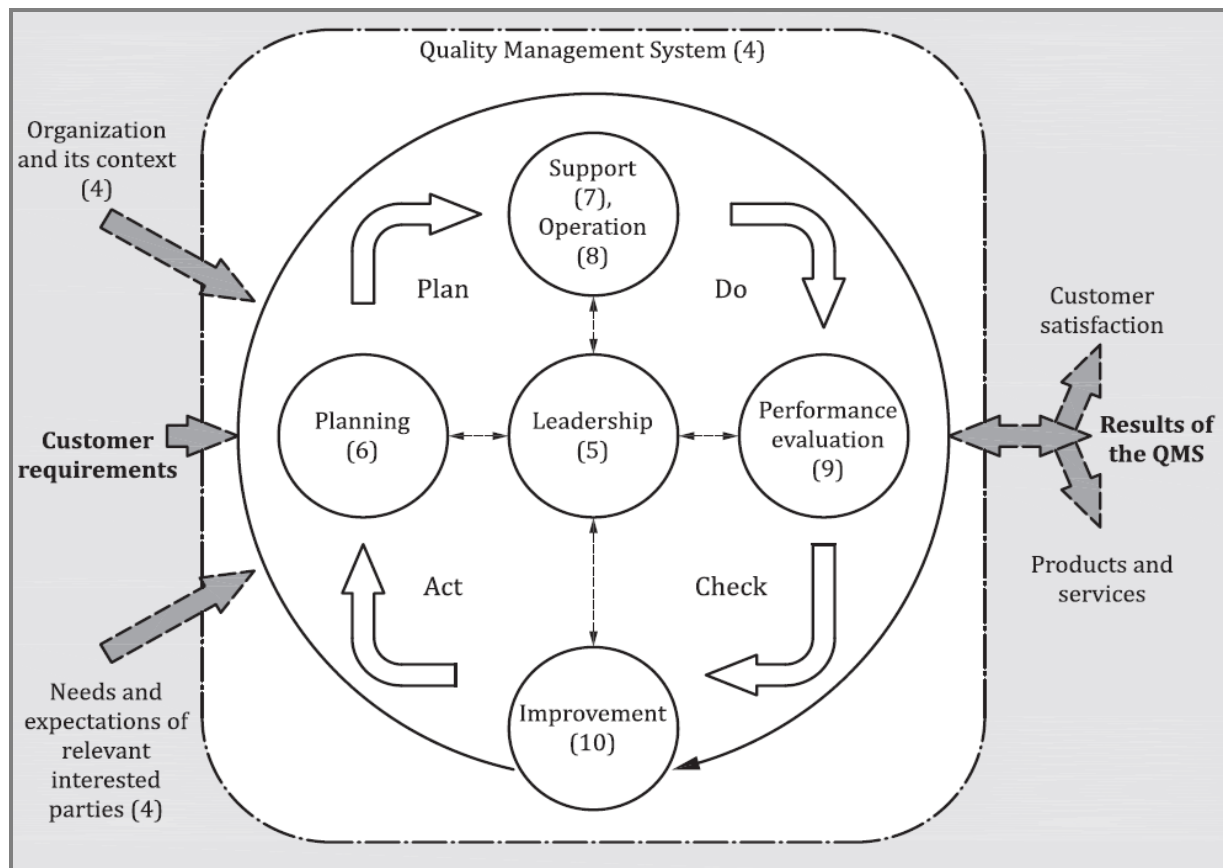 Quality Management System (4)
Organization
and its context
(4)
Support
(7),
Operation
(8)
Plan
Do
Customer
satisfaction
Planning
(6)
Leadership
(5)
Performance
evaluation
(9)
Customer
requirements
Results of
the QMS
Act
Check
Products and
services
Needs and
expectations of
relevant
interested
parties (4)
Improvement
(10)